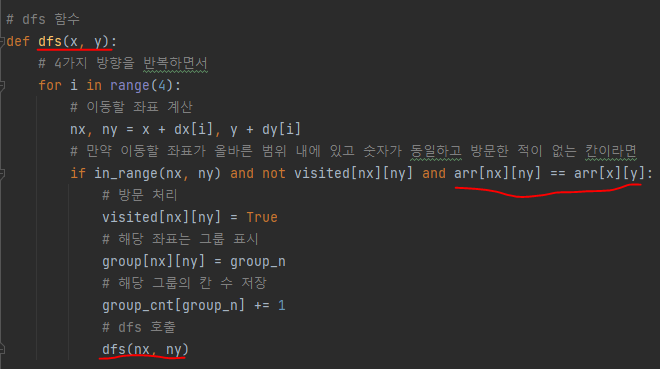 # dfs 함수
def dfs(x, y):
# 4가지 방향을 반복하면서
for i in range(4):
# 이동할 좌표 계산
nx, ny = x + dx[i], y + dy[i]
# 만약 이동할 좌표가 올바른 범위 내에 있고 숫자가 동일하고 방문한 적이 없는 칸이라면
if in_range(nx, ny) and not visited[nx][ny] and arr[nx][ny] == arr[x][y]:
# 방문 처리
visited[nx][ny] = True
# 해당 좌표는 그룹 표시
group[nx][ny] = group_n
# 해당 그룹의 칸 수 저장
group_cnt[group_n] += 1
# dfs 호출
dfs(nx, ny)